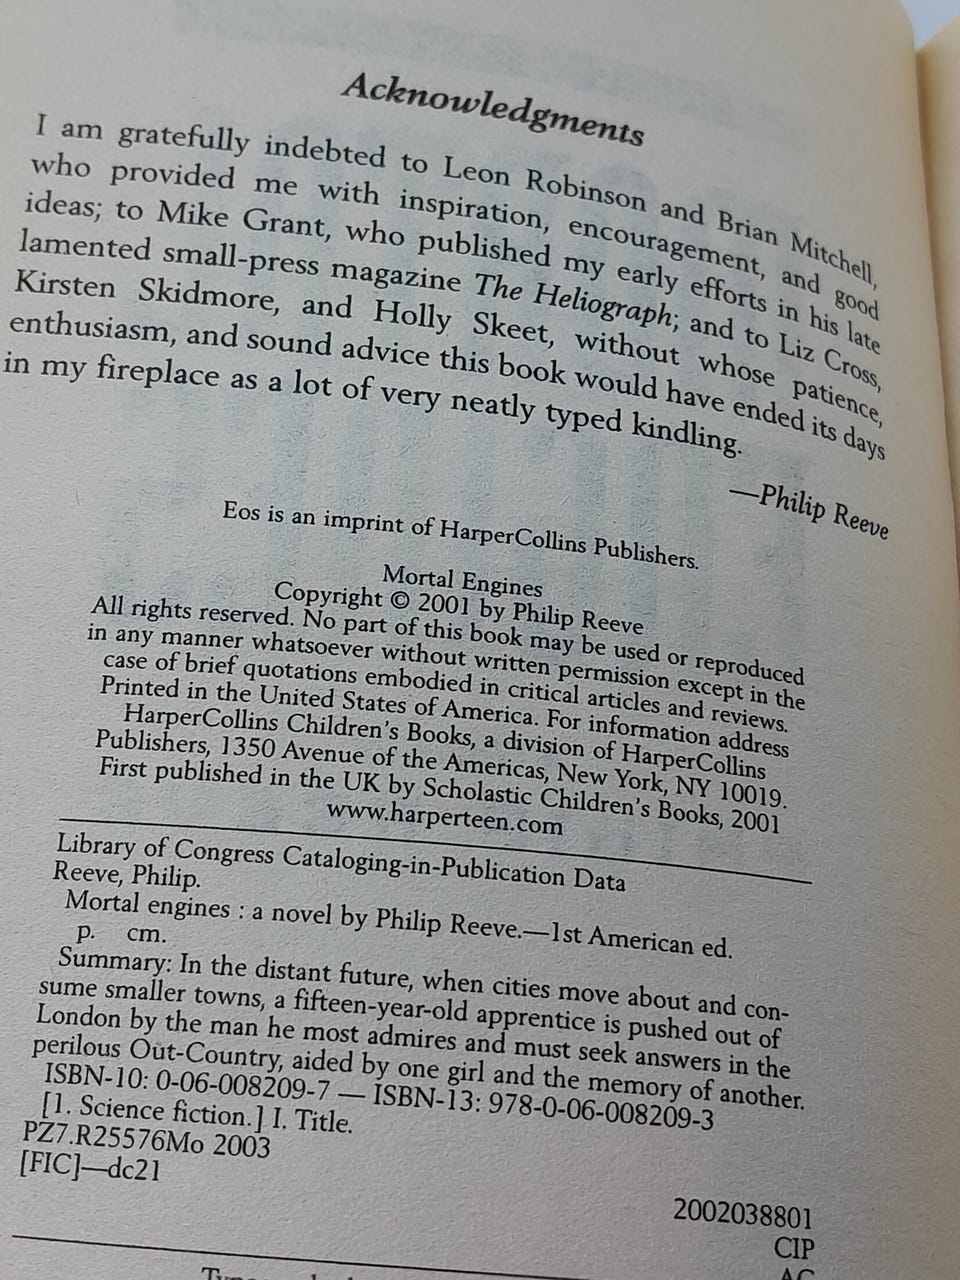 Acknowledgments
I am gratefully indebted to Leon Robinson and Brian Mitchell,
who provided me with inspiration, encouragement, and good
ideas; to Mike Grant, who published my early efforts in his late
lamented small-press magazine The Heliograph; and to Liz Cross,
Kirsten Skidmore, and Holly Skeet, without whose patience,
enthusiasm, and sound advice this book would have ended its days
in my fireplace as a lot of very neatly typed kindling.
—Philip Reeve
Eos is an imprint of HarperCollins Publishers.
Mortal Engines
Copyright © 2001 by Philip Reeve
All rights reserved. No part of this book may be used or reproduced
in any manner whatsoever without written permission except in the
case of brief quotations embodied in critical articles and reviews.
Printed in the United States of America. For information address
HarperCollins Children's Books, a division of HarperCollins
Publishers, 1350 Avenue of the Americas, New York, NY 10019.
First published in the UK by Scholastic Children's Books, 2001
www.harperteen.com
Library of Congress Cataloging-in-Publication Data
Reeve, Philip.
Mortal engines : a novel by Philip Reeve.—1st American ed.
p. cm.
Summary: In the distant future, when cities move about and con-
sume smaller towns, a fifteen-year-old apprentice is pushed out of
London by the man he most admires and must seek answers in the
perilous Out-Country, aided by one girl and the memory of another.
ISBN-10: 0-06-008209-7 — ISBN-13: 978-0-06-008209-3
[1. Science fiction.] I. Title.
PZ7.R25576Mo 2003
[FIC]—dc21
2002038801
CIP
AC